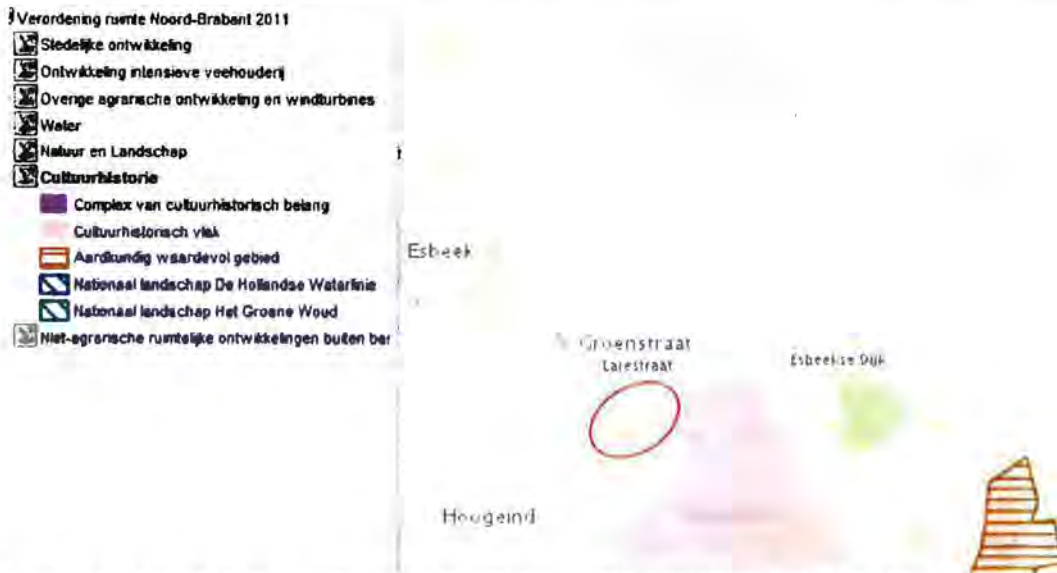 Verordening ruimte Noord-Brabant 2011
Stedelijke ontwikkeling
Ontwikkeling intensieve veehouderij
Overige agrarische ontwikkeling en windturbines
Water
Natuur en Landschap
Cultuurhistorie
Complex van cultuurhistorisch belang
Cultuurhistorisch vlak
Aardkundig waardevol gebied
Nationaal landschap De Hollandse Waterlinie
Nationaal landschap Het Groene Woud
Niet-agrarische ruimtelijke ontwikkelingen buiten bes
Esbeek
Groenstraat
Larestraat
Esbeekse Dijk
Hoogeind